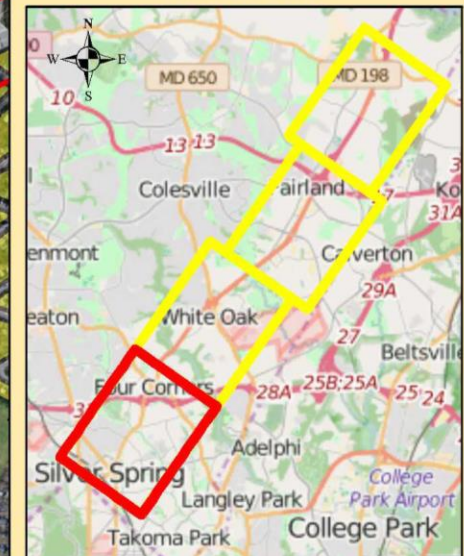 N
W E
S
MD 650
MD 198
10
13 13
Colesville
airland
Ko
31A
enmont
Calverton
29A
eaton
White Oak
27
Beltsville
Four Corners
28A
25B;25A
25
24
Adelphi
Silver Spring
College
Park Airport
Langley Park
College Park
Takoma Park